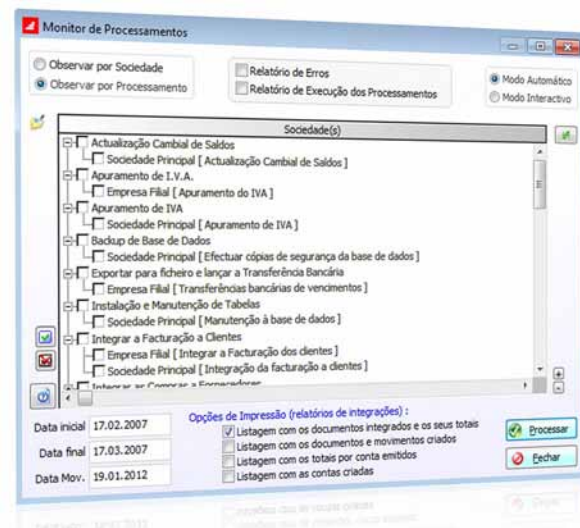 Monitor de Processamentos
Observar por Sociedade
Observar por Processamento
Relatório de Erros
Relatório de Execução dos Processamentos
Modo Automático
Modo Interactivo
Sociedade(s)
Actualização Cambial de Saldos
Sociedade Principal [ Actualização Cambial de Saldos ]
Apuramento de I.V.A.
Empresa Filial [ Apuramento do IVA ]
Apuramento de IVA
Sociedade Principal [ Apuramento de IVA ]
Backup de Base de Dados
Sociedade Principal [ Efectuar cópias de segurança da base de dados ]
Exportar para ficheiro e lançar a Transferência Bancária
Empresa Filial [ Transferências bancárias de vencimentos ]
Instalação e Manutenção de Tabelas
Sociedade Principal [ Manutenção à base de dados ]
Integrar a Facturação a Clientes
Empresa Filial [ Integrar a Facturação dos clientes ]
Sociedade Principal [ Integração da facturação a clientes ]
Integrar as Compras a Fornecedores
Data inicial 17.02.2007
Data final 17.03.2007
Data Mov. 19.01.2012
Opções de Impressão (relatórios de integrações) :
Listagem com os documentos integrados e os seus totais
Listagem com os documentos e movimentos criados
Listagem com os totais por conta emitidos
Listagem com as contas criadas
Processar
Fechar